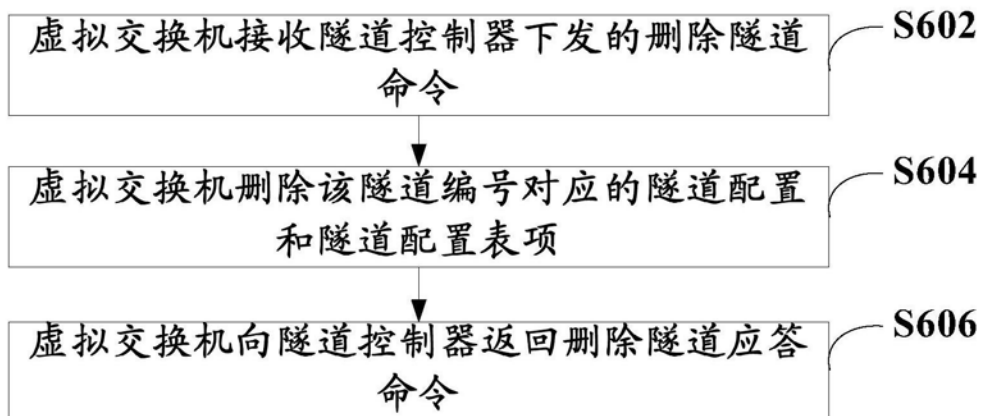 虚拟交换机接收隧道控制器下发的删除隧道
命令
S602
虚拟交换机删除该隧道编号对应的隧道配置
和隧道配置表项
S604
虚拟交换机向隧道控制器返回删除隧道应答
命令
S606